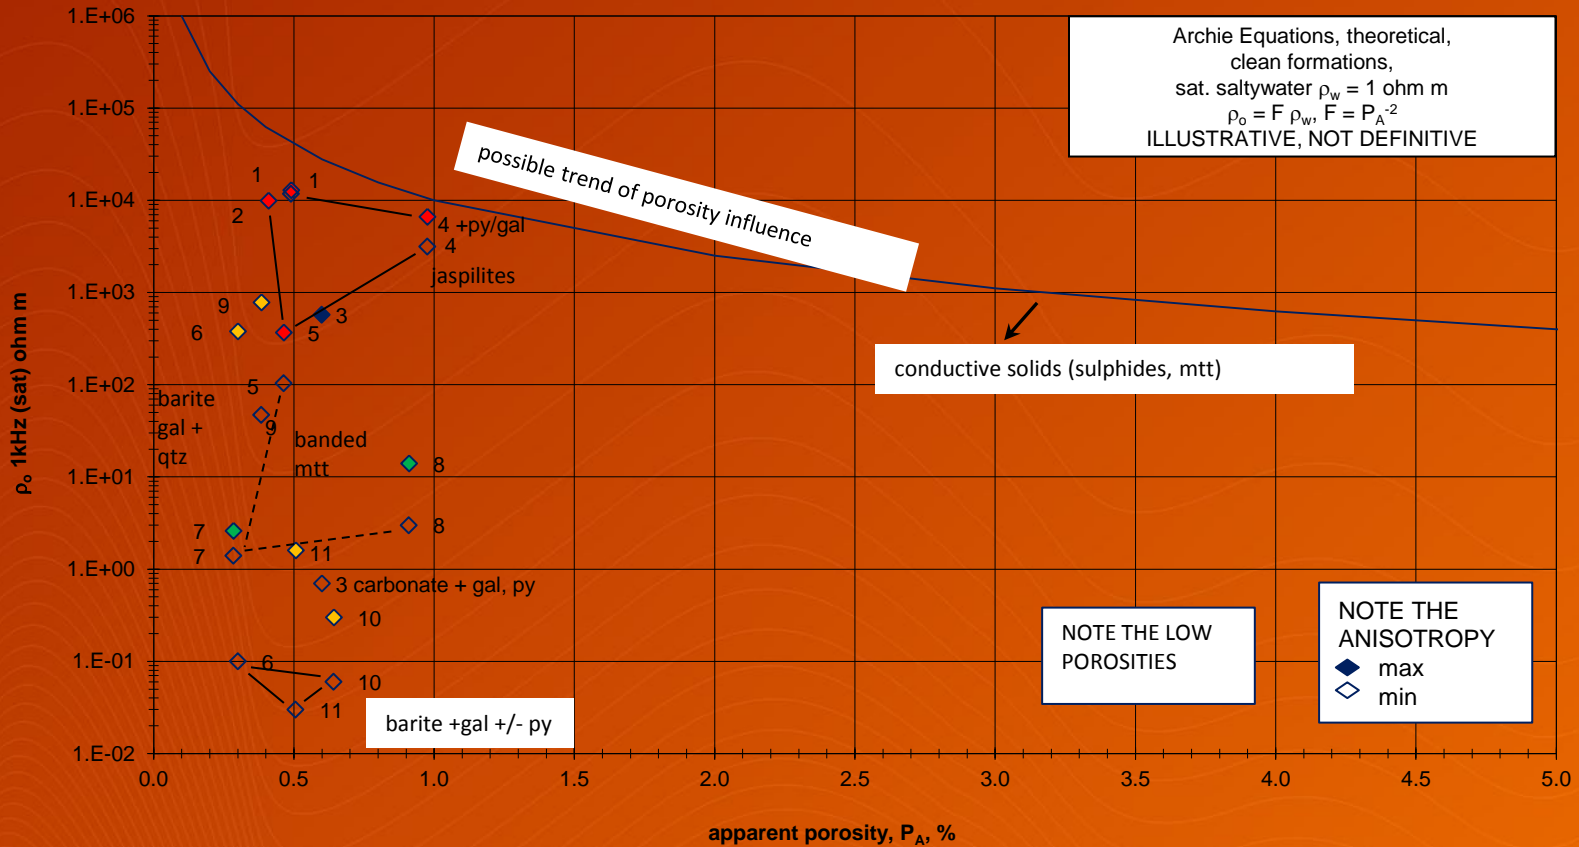 1.E+06
1.E+05
1.E+04
1.E+03
1.E+02
1.E+01
1.E+00
1.E-01
1.E-02
ρₒ 1kHz (sat) ohm m
Archie Equations, theoretical,
clean formations,
sat. saltywater ρ_w = 1 ohm m
ρ_o = F ρ_w, F = P_A^-2
ILLUSTRATIVE, NOT DEFINITIVE
possible trend of porosity influence
1
1
2
4 +py/gal
4
jaspilites
9
3
6
5
conductive solids (sulphides, mtt)
5
barite
gal +
qtz
9
banded
mtt
8
7
8
7
11
3 carbonate + gal, py
10
6
10
11
barite +gal +/- py
NOTE THE LOW
POROSITIES
NOTE THE
ANISOTROPY
max
min
0.0 0.5 1.0 1.5 2.0 2.5 3.0 3.5 4.0 4.5 5.0
apparent porosity, P_A, %